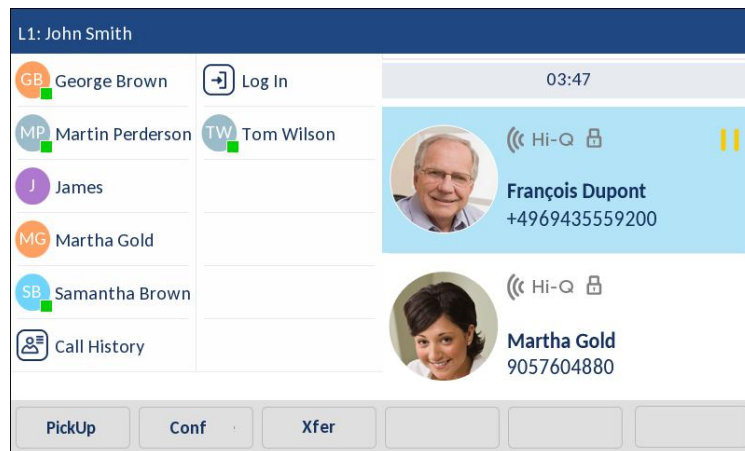 L1: John Smith
GB George Brown
Log In
MP Martin Perderson
TW Tom Wilson
J James
MG Martha Gold
SB Samantha Brown
Call History
03:47
Hi-Q
François Dupont
+4969435559200
Hi-Q
Martha Gold
9057604880
PickUp
Conf
Xfer